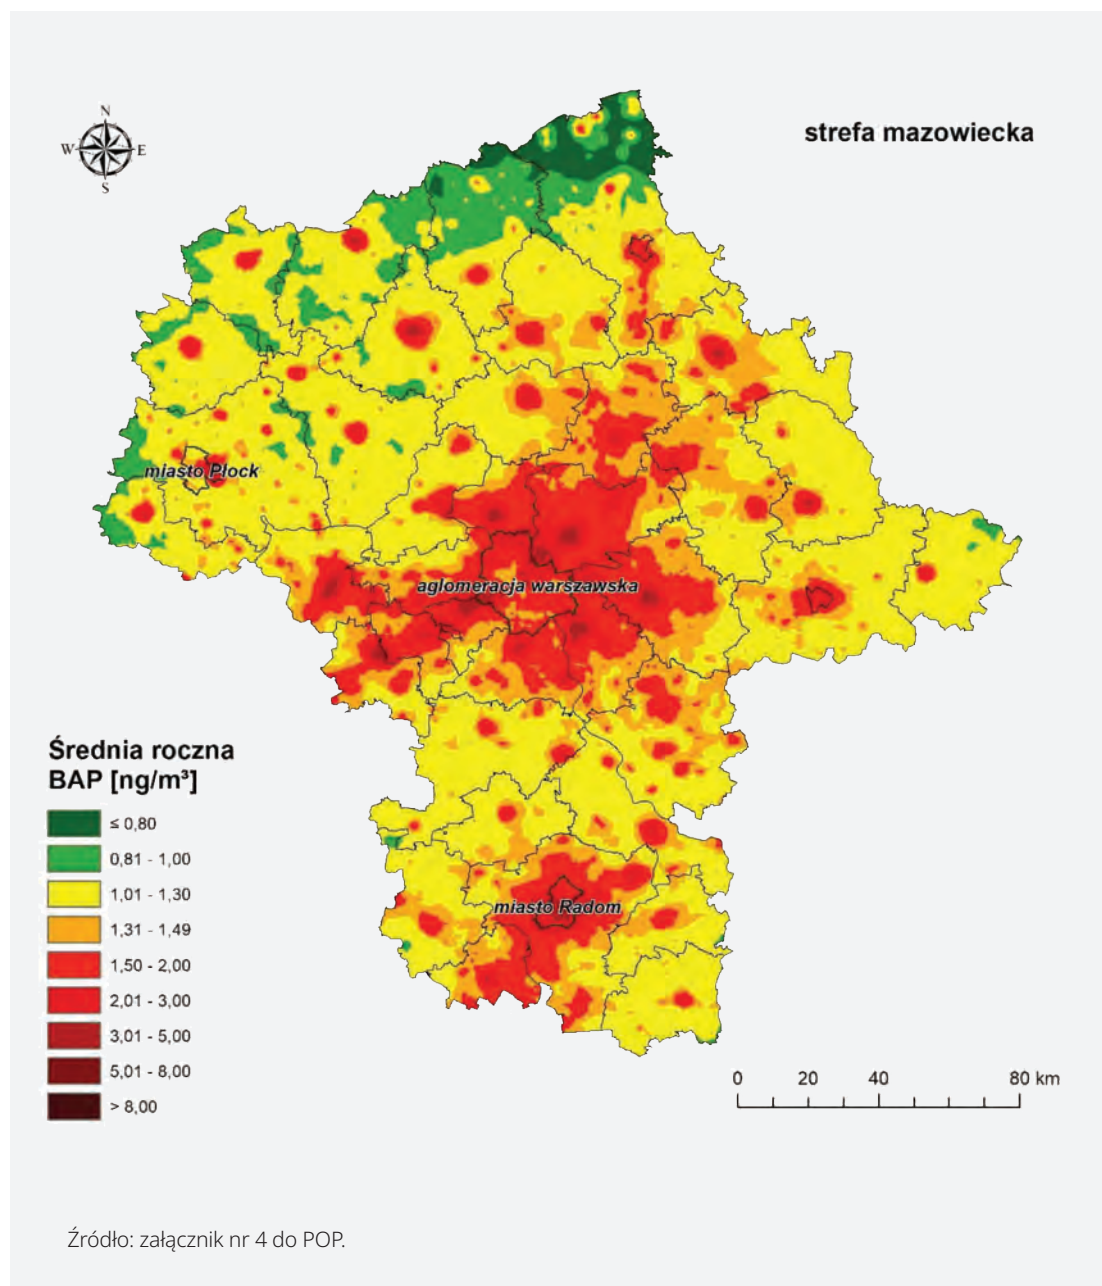 N
W
E
S
strefa mazowiecka
miasto Płock
aglomeracja warszawska
miasto Radom
Średnia roczna
BAP [ng/m³]
≤ 0,80
0,81 - 1,00
1,01 - 1,30
1,31 - 1,49
1,50 - 2,00
2,01 - 3,00
3,01 - 5,00
5,01 - 8,00
> 8,00
0 20 40 80 km
Źródło: załącznik nr 4 do POP.